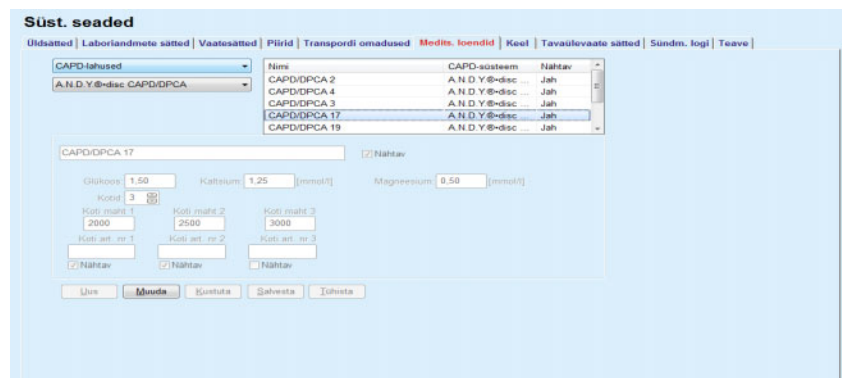 Süst. seaded
Üldsätted | Laboriandmete sätted | Vaatesätted | Piirid | Transpordi omadused Medits. loendid | Keel | Tavaülevaate sätted | Sündm. logi | Teave |
CAPD-lahused
A.N.D.Y.®•disc CAPD/DPCA
Nimi CAPD-süsteem Nähtav
CAPD/DPCA 2 A.N.D.Y.®•disc ... Jah
CAPD/DPCA 4 A.N.D.Y.®•disc ... Jah
CAPD/DPCA 3 A.N.D.Y.®•disc ... Jah
CAPD/DPCA 17 A.N.D.Y.®•disc ... Jah
CAPD/DPCA 19 A.N.D.Y.®•disc ... Jah
CAPD/DPCA 17 Nähtav
Glükoos: 1,50 Kaltsium: 1,25 [mmol/l] Magneesium: 0,50 [mmol/l]
Kotid: 3
Koti maht 1 Koti maht 2 Koti maht 3
2000 2500 3000
Koti art. nr 1 Koti art. nr 2 Koti art. nr 3
Nähtav Nähtav Nähtav
Uus Muuda Kustuta Salvesta Tühista